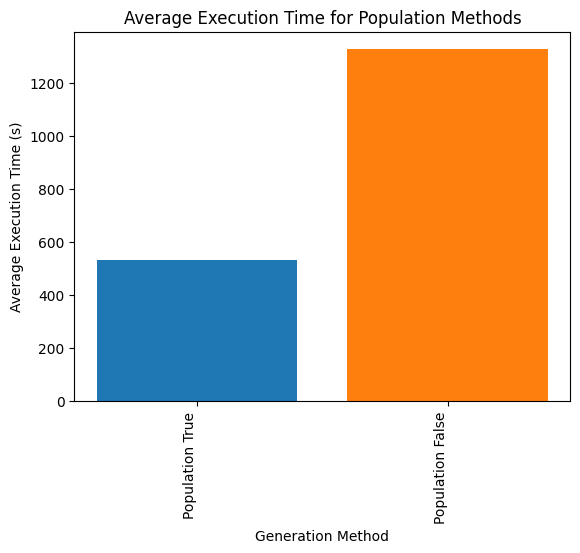 Average Execution Time for Population Methods
Average Execution Time (s)
1200
1000
800
600
400
200
0
Population True
Population False
Generation Method